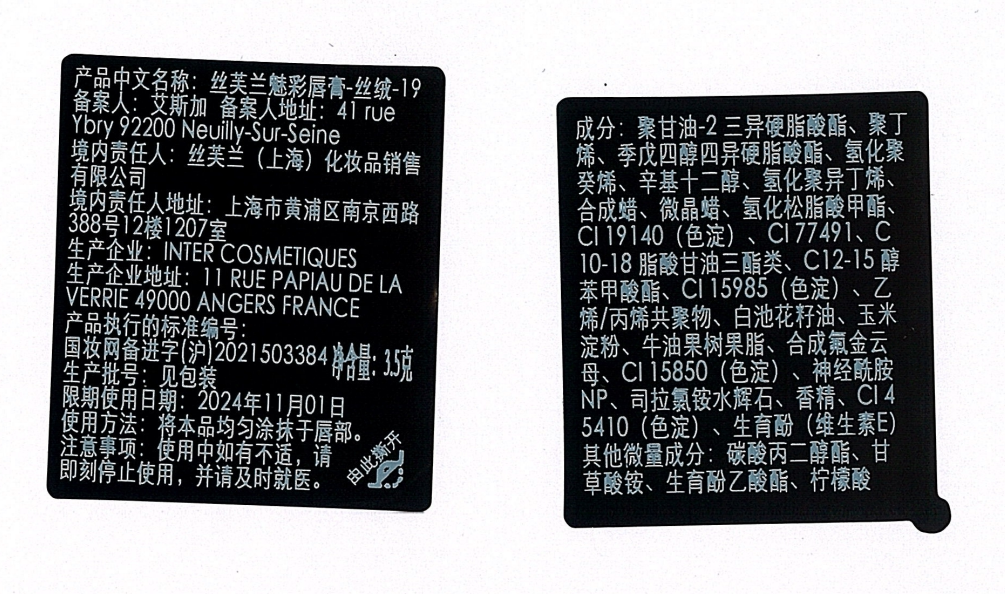 产品中文名称：丝芙兰魅彩唇膏-丝绒-19
备案人：艾斯加 备案人地址：41 rue
Ybry 92200 Neuilly-Sur-Seine
境内责任人：丝芙兰（上海）化妆品销售
有限公司
境内责任人地址：上海市黄浦区南京西路
388号12楼1207室
生产企业：INTER COSMETIQUES
生产企业地址：11 RUE PAPIAU DE LA
VERRIE 49000 ANGERS FRANCE
产品执行的标准编号：
国妆网备进字(沪)2021503384 净含量：3.5克
生产批号：见包装
限期使用日期：2024年11月01日
使用方法：将本品均匀涂抹于唇部。
注意事项：使用中如有不适，请
即刻停止使用，并请及时就医。
由此撕开
成分：聚甘油-2 三异硬脂酸酯、聚丁
烯、季戊四醇四异硬脂酸酯、氢化聚
癸烯、辛基十二醇、氢化聚异丁烯、
合成蜡、微晶蜡、氢化松脂酸甲酯、
CI 19140（色淀）、CI 77491、C
10-18 脂酸甘油三酯类、C12-15 醇
苯甲酸酯、CI 15985（色淀）、乙
烯/丙烯共聚物、白池花籽油、玉米
淀粉、牛油果树果脂、合成氟金云
母、CI 15850（色淀）、神经酰胺
NP、司拉氯铵水辉石、香精、CI 4
5410（色淀）、生育酚（维生素E）
其他微量成分：碳酸丙二醇酯、甘
草酸铵、生育酚乙酸酯、柠檬酸